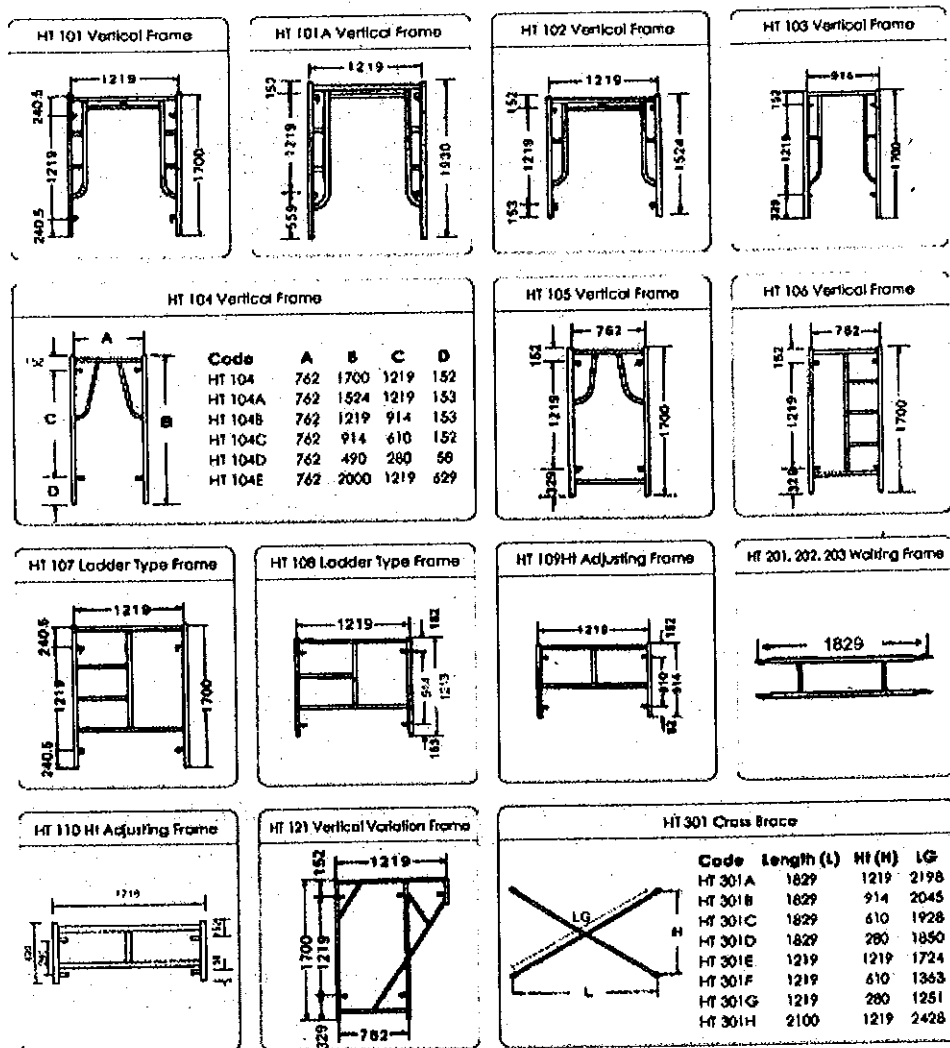 HT 101 Vertical Frame
1219
240.5
1219
240.5
1700
HT 101A Vertical Frame
1219
152
1219
559
1930
HT 102 Vertical Frame
1219
152
1219
153
1524
HT 103 Vertical Frame
914
152
1219
329
1700
HT 104 Vertical Frame
A
C
D
B
Code A B C D
HT 104 762 1700 1219 152
HT 104A 762 1524 1219 153
HT 104B 762 1219 914 153
HT 104C 762 914 610 152
HT 104D 762 490 280 58
HT 104E 762 2000 1219 629
HT 105 Vertical Frame
762
152
1219
329
1700
HT 106 Vertical Frame
762
152
1219
329
1700
HT 107 Ladder Type Frame
1219
240.5
1219
240.5
1700
HT 108 Ladder Type Frame
1219
152
HT 109Ht Adjusting Frame
1219
152
914
HT 201, 202, 203 Walking Frame
1829
HT 110 Ht Adjusting Frame
1219
HT 121 Vertical Variation Frame
1219
152
1700
1219
329
762
HT 301 Cross Brace
LG
H
L
Code Length (L) Ht (H) LG
HT 301A 1829 1219 2198
HT 301B 1829 914 2045
HT 301C 1829 610 1928
HT 301D 1829 280 1850
HT 301E 1219 1219 1724
HT 301F 1219 610 1363
HT 301G 1219 280 1251
HT 301H 2100 1219 2428